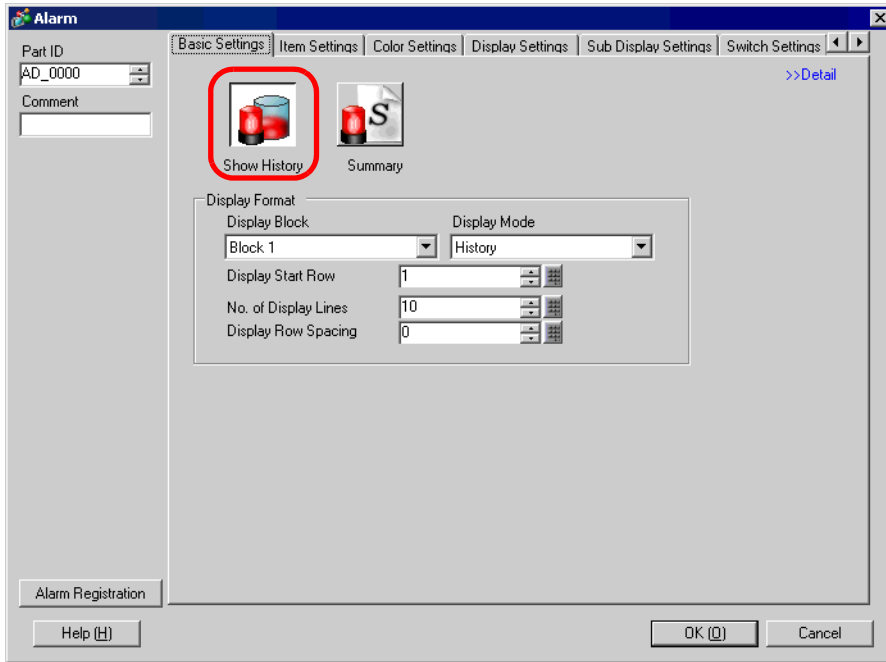 Alarm
Part ID
AD_0000
Comment
Basic Settings
Item Settings
Color Settings
Display Settings
Sub Display Settings
Switch Settings
>>Detail
Show History
S
Summary
Display Format
Display Block
Display Mode
Block 1
History
Display Start Row
1
No. of Display Lines
10
Display Row Spacing
0
Alarm Registration
Help (H)
OK (O)
Cancel